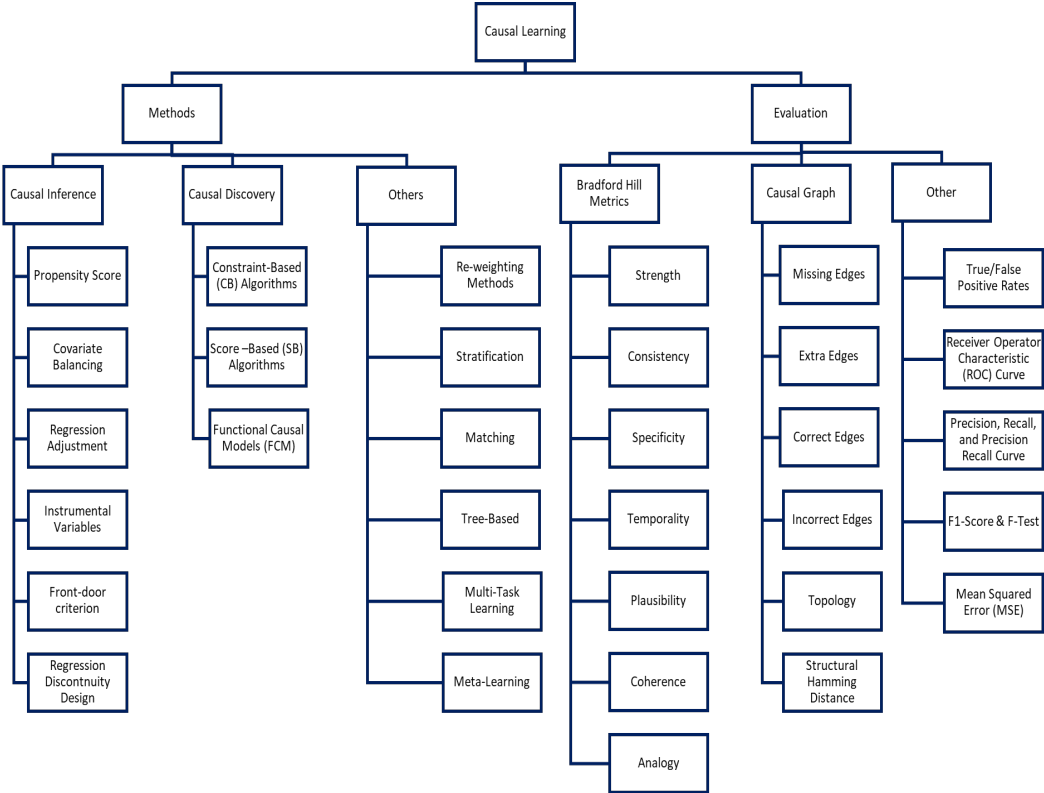 Causal Learning
Methods
Evaluation
Causal Inference
Causal Discovery
Others
Bradford Hill
Metrics
Causal Graph
Other
Propensity Score
Covariate
Balancing
Regression
Adjustment
Instrumental
Variables
Front-door
criterion
Regression
Discontnuity
Design
Constraint-Based
(CB) Algorithms
Score –Based (SB)
Algorithms
Functional Causal
Models (FCM)
Re-weighting
Methods
Stratification
Matching
Tree-Based
Multi-Task
Learning
Meta-Learning
Strength
Consistency
Specificity
Temporality
Plausibility
Coherence
Analogy
Missing Edges
Extra Edges
Correct Edges
Incorrect Edges
Topology
Structural
Hamming
Distance
True/False
Positive Rates
Receiver Operator
Characteristic
(ROC) Curve
Precision, Recall,
and Precision
Recall Curve
F1-Score & F-Test
Mean Squared
Error (MSE)